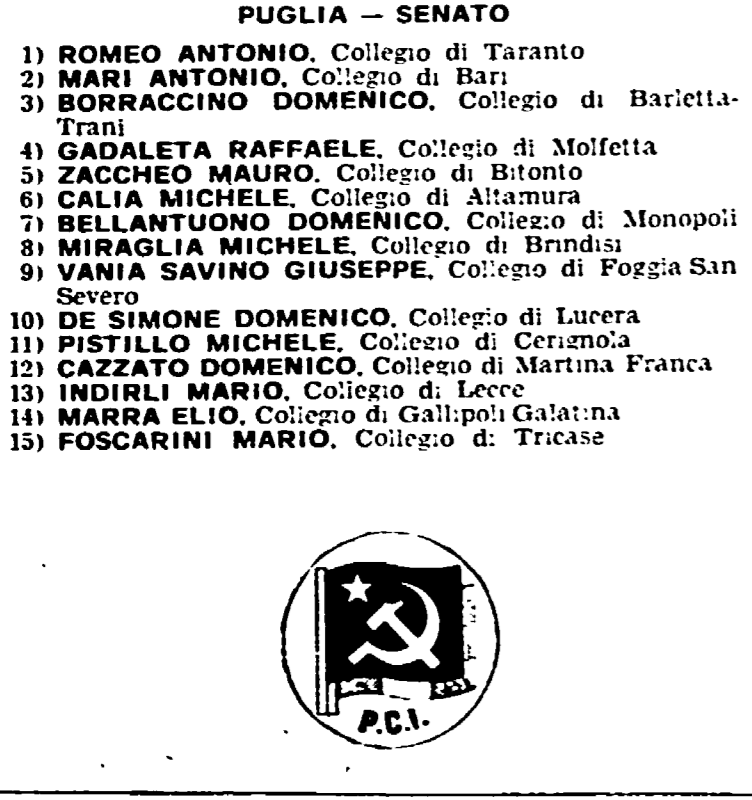 PUGLIA — SENATO
1) ROMEO ANTONIO, Collegio di Taranto
2) MARI ANTONIO, Collegio di Bari
3) BORRACCINO DOMENICO, Collegio di Barletta-
Trani
4) GADALETA RAFFAELE, Collegio di Molfetta
5) ZACCHEO MAURO, Collegio di Bitonto
6) CALIA MICHELE, Collegio di Altamura
7) BELLANTUONO DOMENICO, Collegio di Monopoli
8) MIRAGLIA MICHELE, Collegio di Brindisi
9) VANIA SAVINO GIUSEPPE, Collegio di Foggia San
Severo
10) DE SIMONE DOMENICO, Collegio di Lucera
11) PISTILLO MICHELE, Collegio di Cerignola
12) CAZZATO DOMENICO, Collegio di Martina Franca
13) INDIRLI MARIO, Collegio di Lecce
14) MARRA ELIO, Collegio di Gallipoli Galatina
15) FOSCARINI MARIO, Collegio di Tricase
P.C.I.